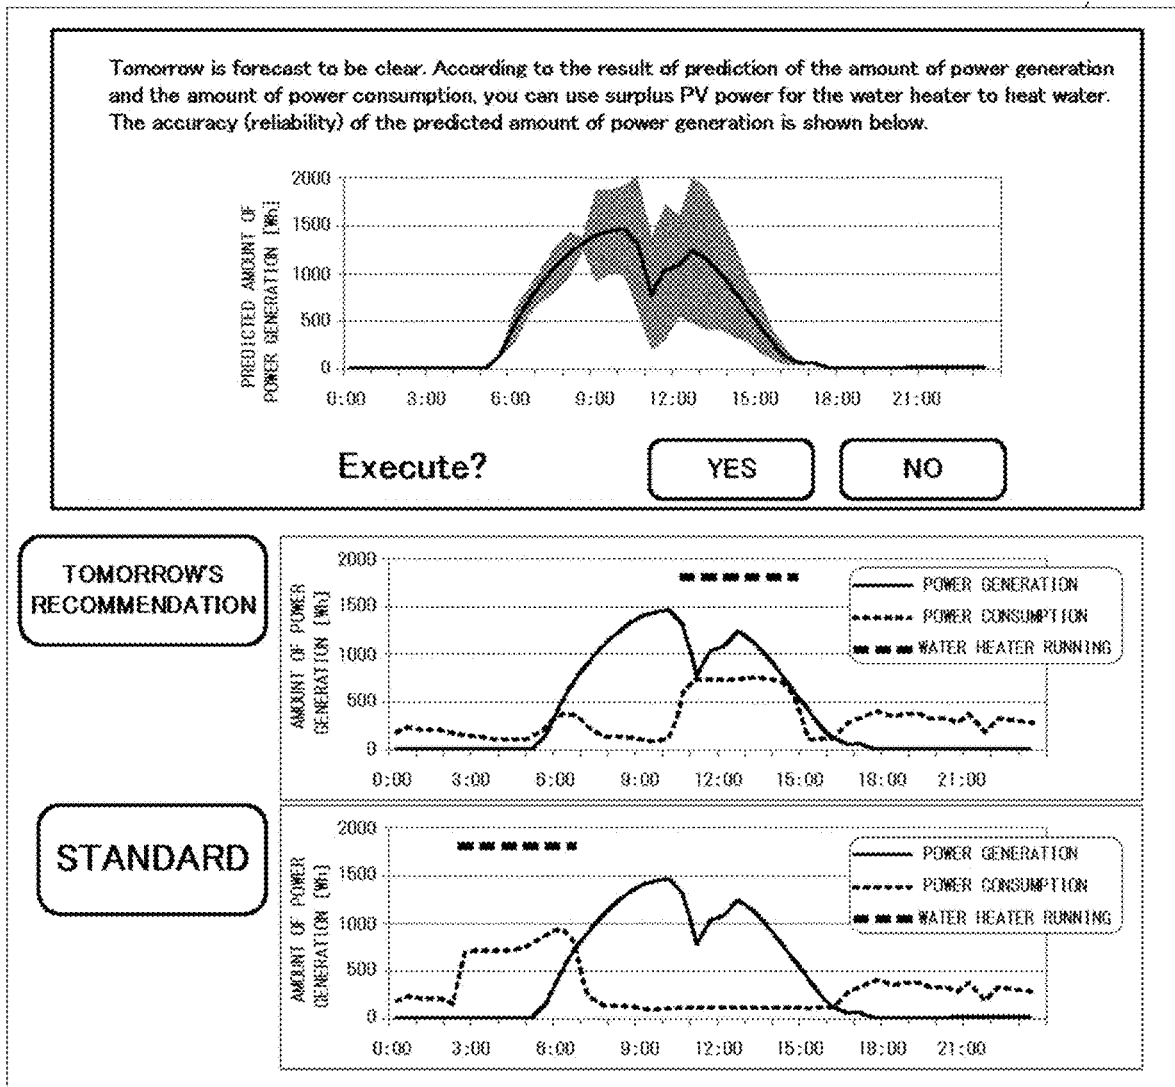 Tomorrow is forecast to be clear. According to the result of prediction of the amount of power generation
and the amount of power consumption, you can use surplus PV power for the water heater to heat water.
The accuracy (reliability) of the predicted amount of power generation is shown below.
PREDICTED AMOUNT OF
POWER GENERATION [Wh]
2000
1500
1000
500
0
0:00 3:00 6:00 9:00 12:00 15:00 18:00 21:00
Execute? YES NO
TOMORROW'S
RECOMMENDATION
AMOUNT OF POWER
GENERATION [Wh]
2000
1500
1000
500
0
0:00 3:00 6:00 9:00 12:00 15:00 18:00 21:00
POWER GENERATION
POWER CONSUMPTION
WATER HEATER RUNNING
STANDARD
AMOUNT OF POWER
GENERATION [Wh]
2000
1500
1000
500
0
0:00 3:00 6:00 9:00 12:00 15:00 18:00 21:00
POWER GENERATION
POWER CONSUMPTION
WATER HEATER RUNNING